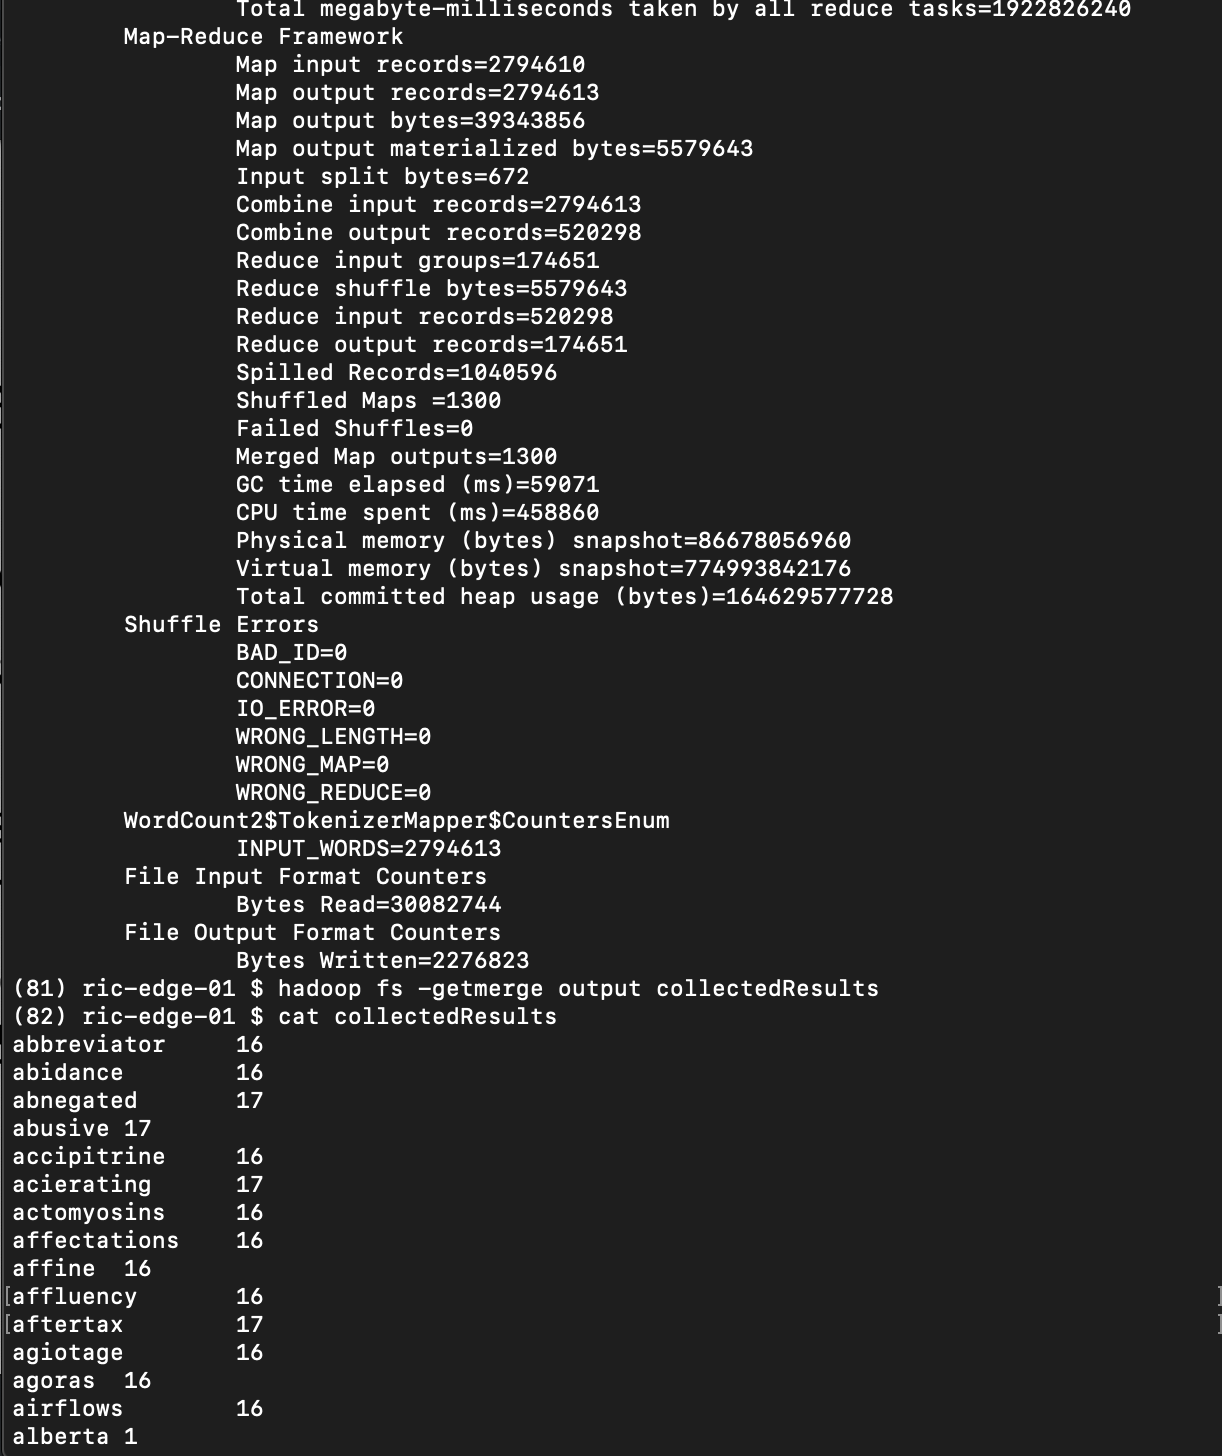 Total megabyte-milliseconds taken by all reduce tasks=1922826240
Map-Reduce Framework
Map input records=2794610
Map output records=2794613
Map output bytes=39343856
Map output materialized bytes=5579643
Input split bytes=672
Combine input records=2794613
Combine output records=520298
Reduce input groups=174651
Reduce shuffle bytes=5579643
Reduce input records=520298
Reduce output records=174651
Spilled Records=1040596
Shuffled Maps =1300
Failed Shuffles=0
Merged Map outputs=1300
GC time elapsed (ms)=59071
CPU time spent (ms)=458860
Physical memory (bytes) snapshot=86678056960
Virtual memory (bytes) snapshot=774993842176
Total committed heap usage (bytes)=164629577728
Shuffle Errors
BAD_ID=0
CONNECTION=0
IO_ERROR=0
WRONG_LENGTH=0
WRONG_MAP=0
WRONG_REDUCE=0
WordCount2$TokenizerMapper$CountersEnum
INPUT_WORDS=2794613
File Input Format Counters
Bytes Read=30082744
File Output Format Counters
Bytes Written=2276823
(81) ric-edge-01 $ hadoop fs -getmerge output collectedResults
(82) ric-edge-01 $ cat collectedResults
abbreviator 16
abidance 16
abnegated 17
abusive 17
accipitrine 16
acierating 17
actomyosins 16
affectations 16
affine 16
[affluency 16 ]
[aftertax 17 ]
agiotage 16
agoras 16
airflows 16
alberta 1